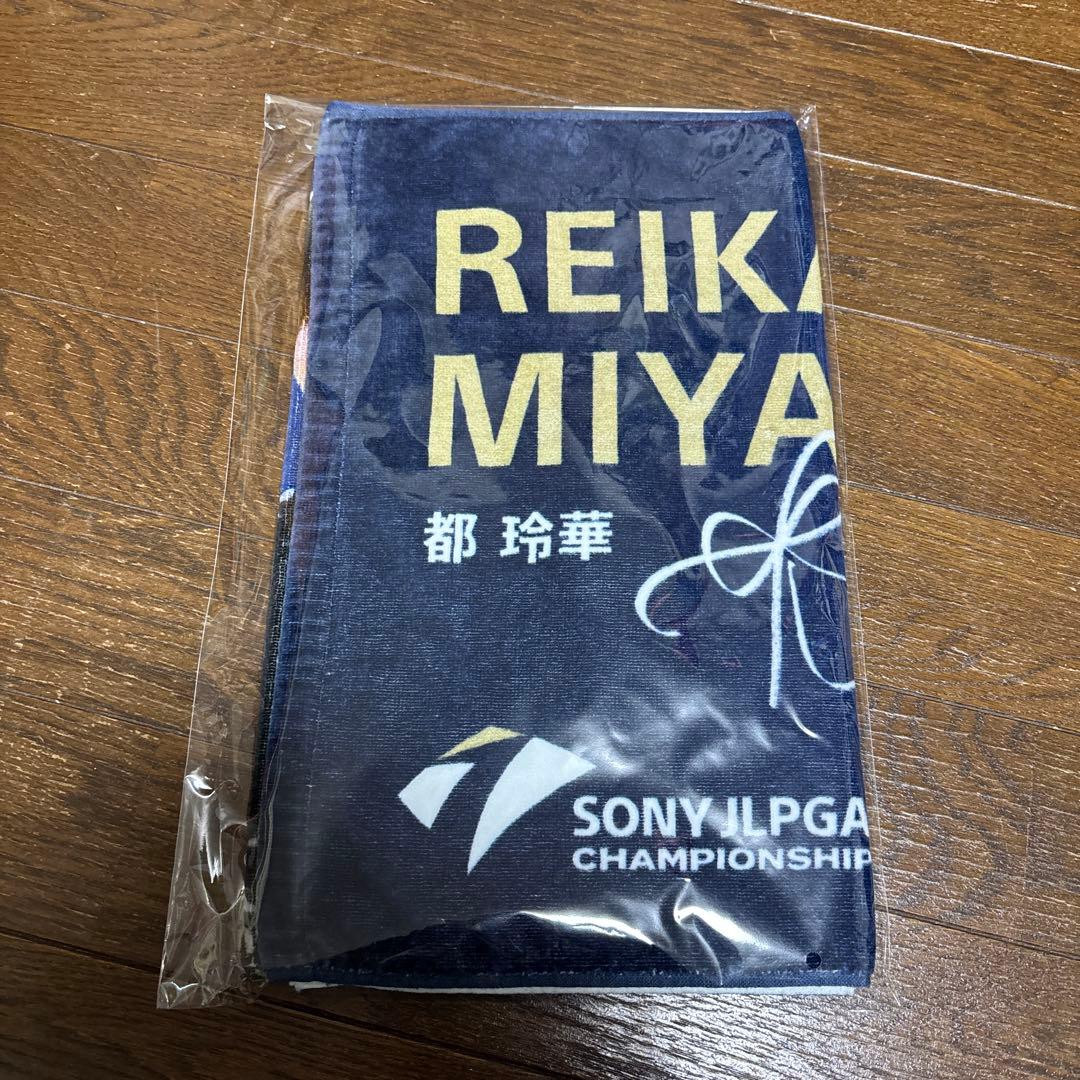 REIKA
MIYA
都 玲華
SONY JLPGA
CHAMPIONSHIP